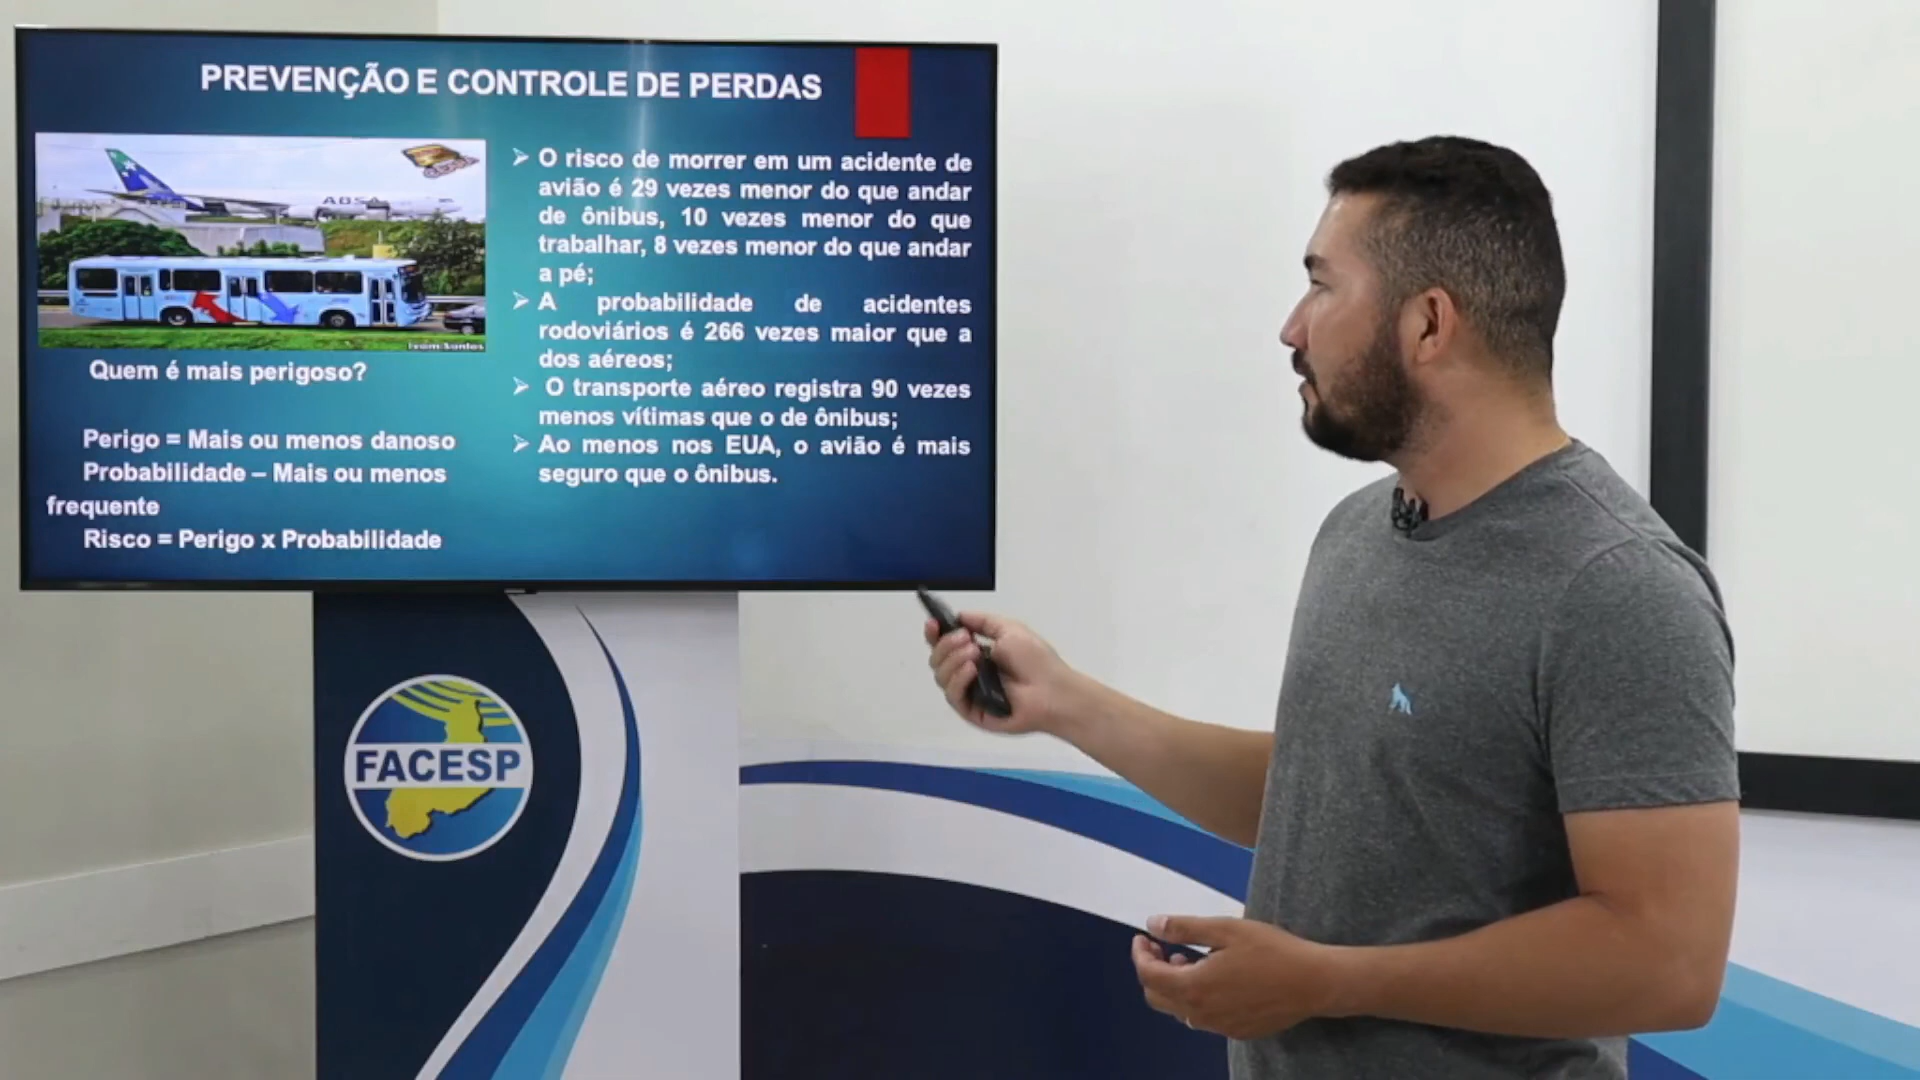 PREVENÇÃO E CONTROLE DE PERDAS
ABSA
Ivam Santos
Quem é mais perigoso?
Perigo = Mais ou menos danoso
Probabilidade – Mais ou menos
frequente
Risco = Perigo x Probabilidade
➢ O risco de morrer em um acidente de
avião é 29 vezes menor do que andar
de ônibus, 10 vezes menor do que
trabalhar, 8 vezes menor do que andar
a pé;
➢ A probabilidade de acidentes
rodoviários é 266 vezes maior que a
dos aéreos;
➢ O transporte aéreo registra 90 vezes
menos vítimas que o de ônibus;
➢ Ao menos nos EUA, o avião é mais
seguro que o ônibus.
FACESP